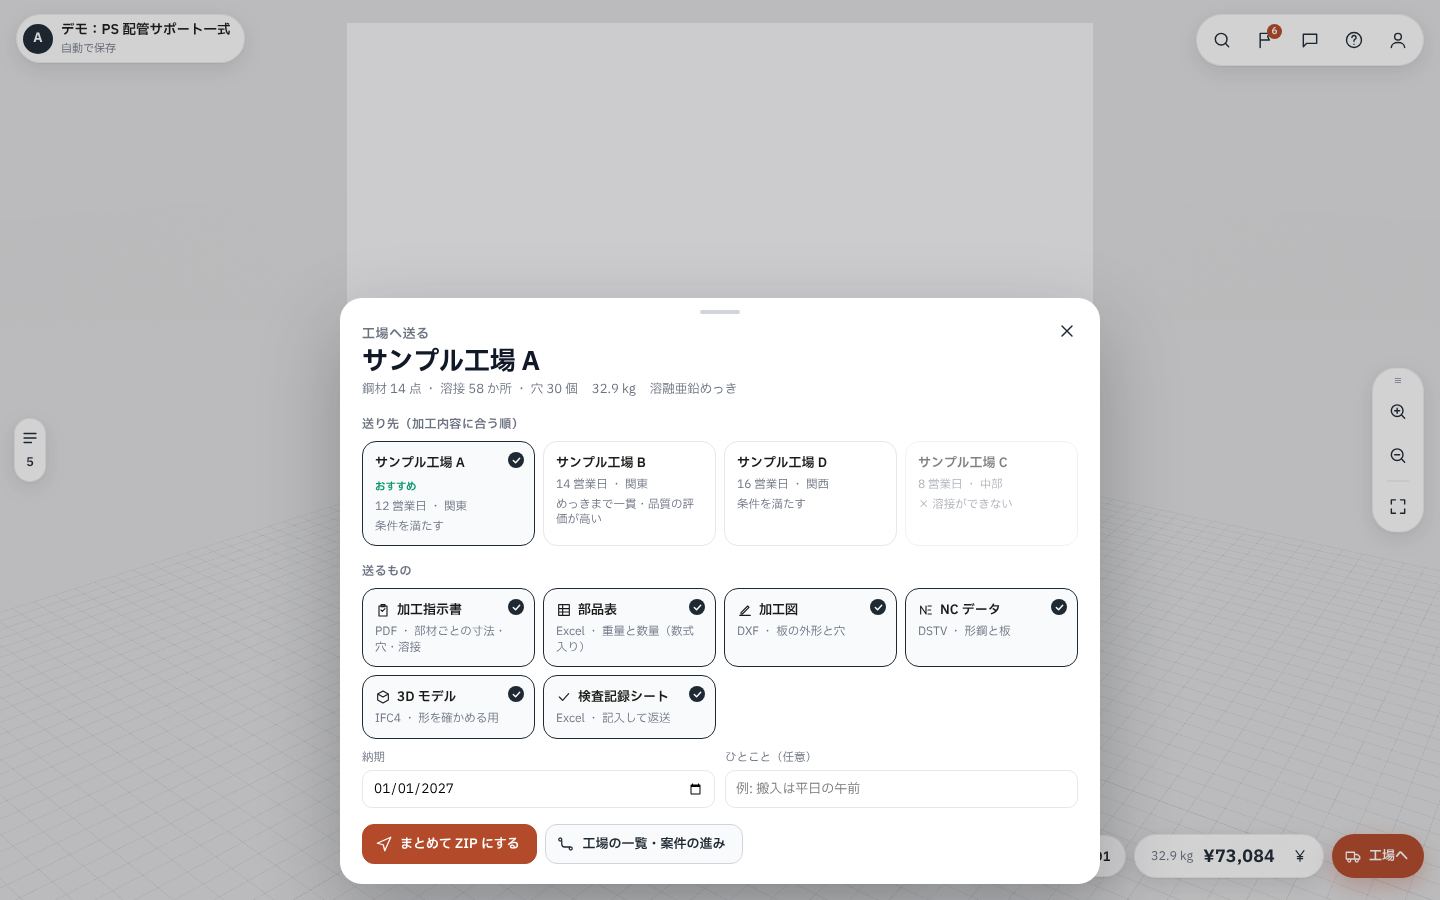 A
デモ：PS 配管サポート一式
自動で保存
6
5
工場へ送る
サンプル工場 A
鋼材 14 点 ・ 溶接 58 か所 ・ 穴 30 個 32.9 kg 溶融亜鉛めっき
送り先（加工内容に合う順）
サンプル工場 A
おすすめ
12 営業日 ・ 関東
条件を満たす
サンプル工場 B
14 営業日 ・ 関東
めっきまで一貫・品質の評
価が高い
サンプル工場 D
16 営業日 ・ 関西
条件を満たす
サンプル工場 C
8 営業日 ・ 中部
× 溶接ができない
送るもの
加工指示書
PDF ・ 部材ごとの寸法・
穴・溶接
部品表
Excel ・ 重量と数量（数式
入り）
加工図
DXF ・ 板の外形と穴
NC データ
DSTV ・ 形鋼と板
3D モデル
IFC4 ・ 形を確かめる用
検査記録シート
Excel ・ 記入して返送
納期
01/01/2027
ひとこと（任意）
例: 搬入は平日の午前
まとめて ZIP にする
工場の一覧・案件の進み
01
32.9 kg ¥73,084 ¥
工場へ